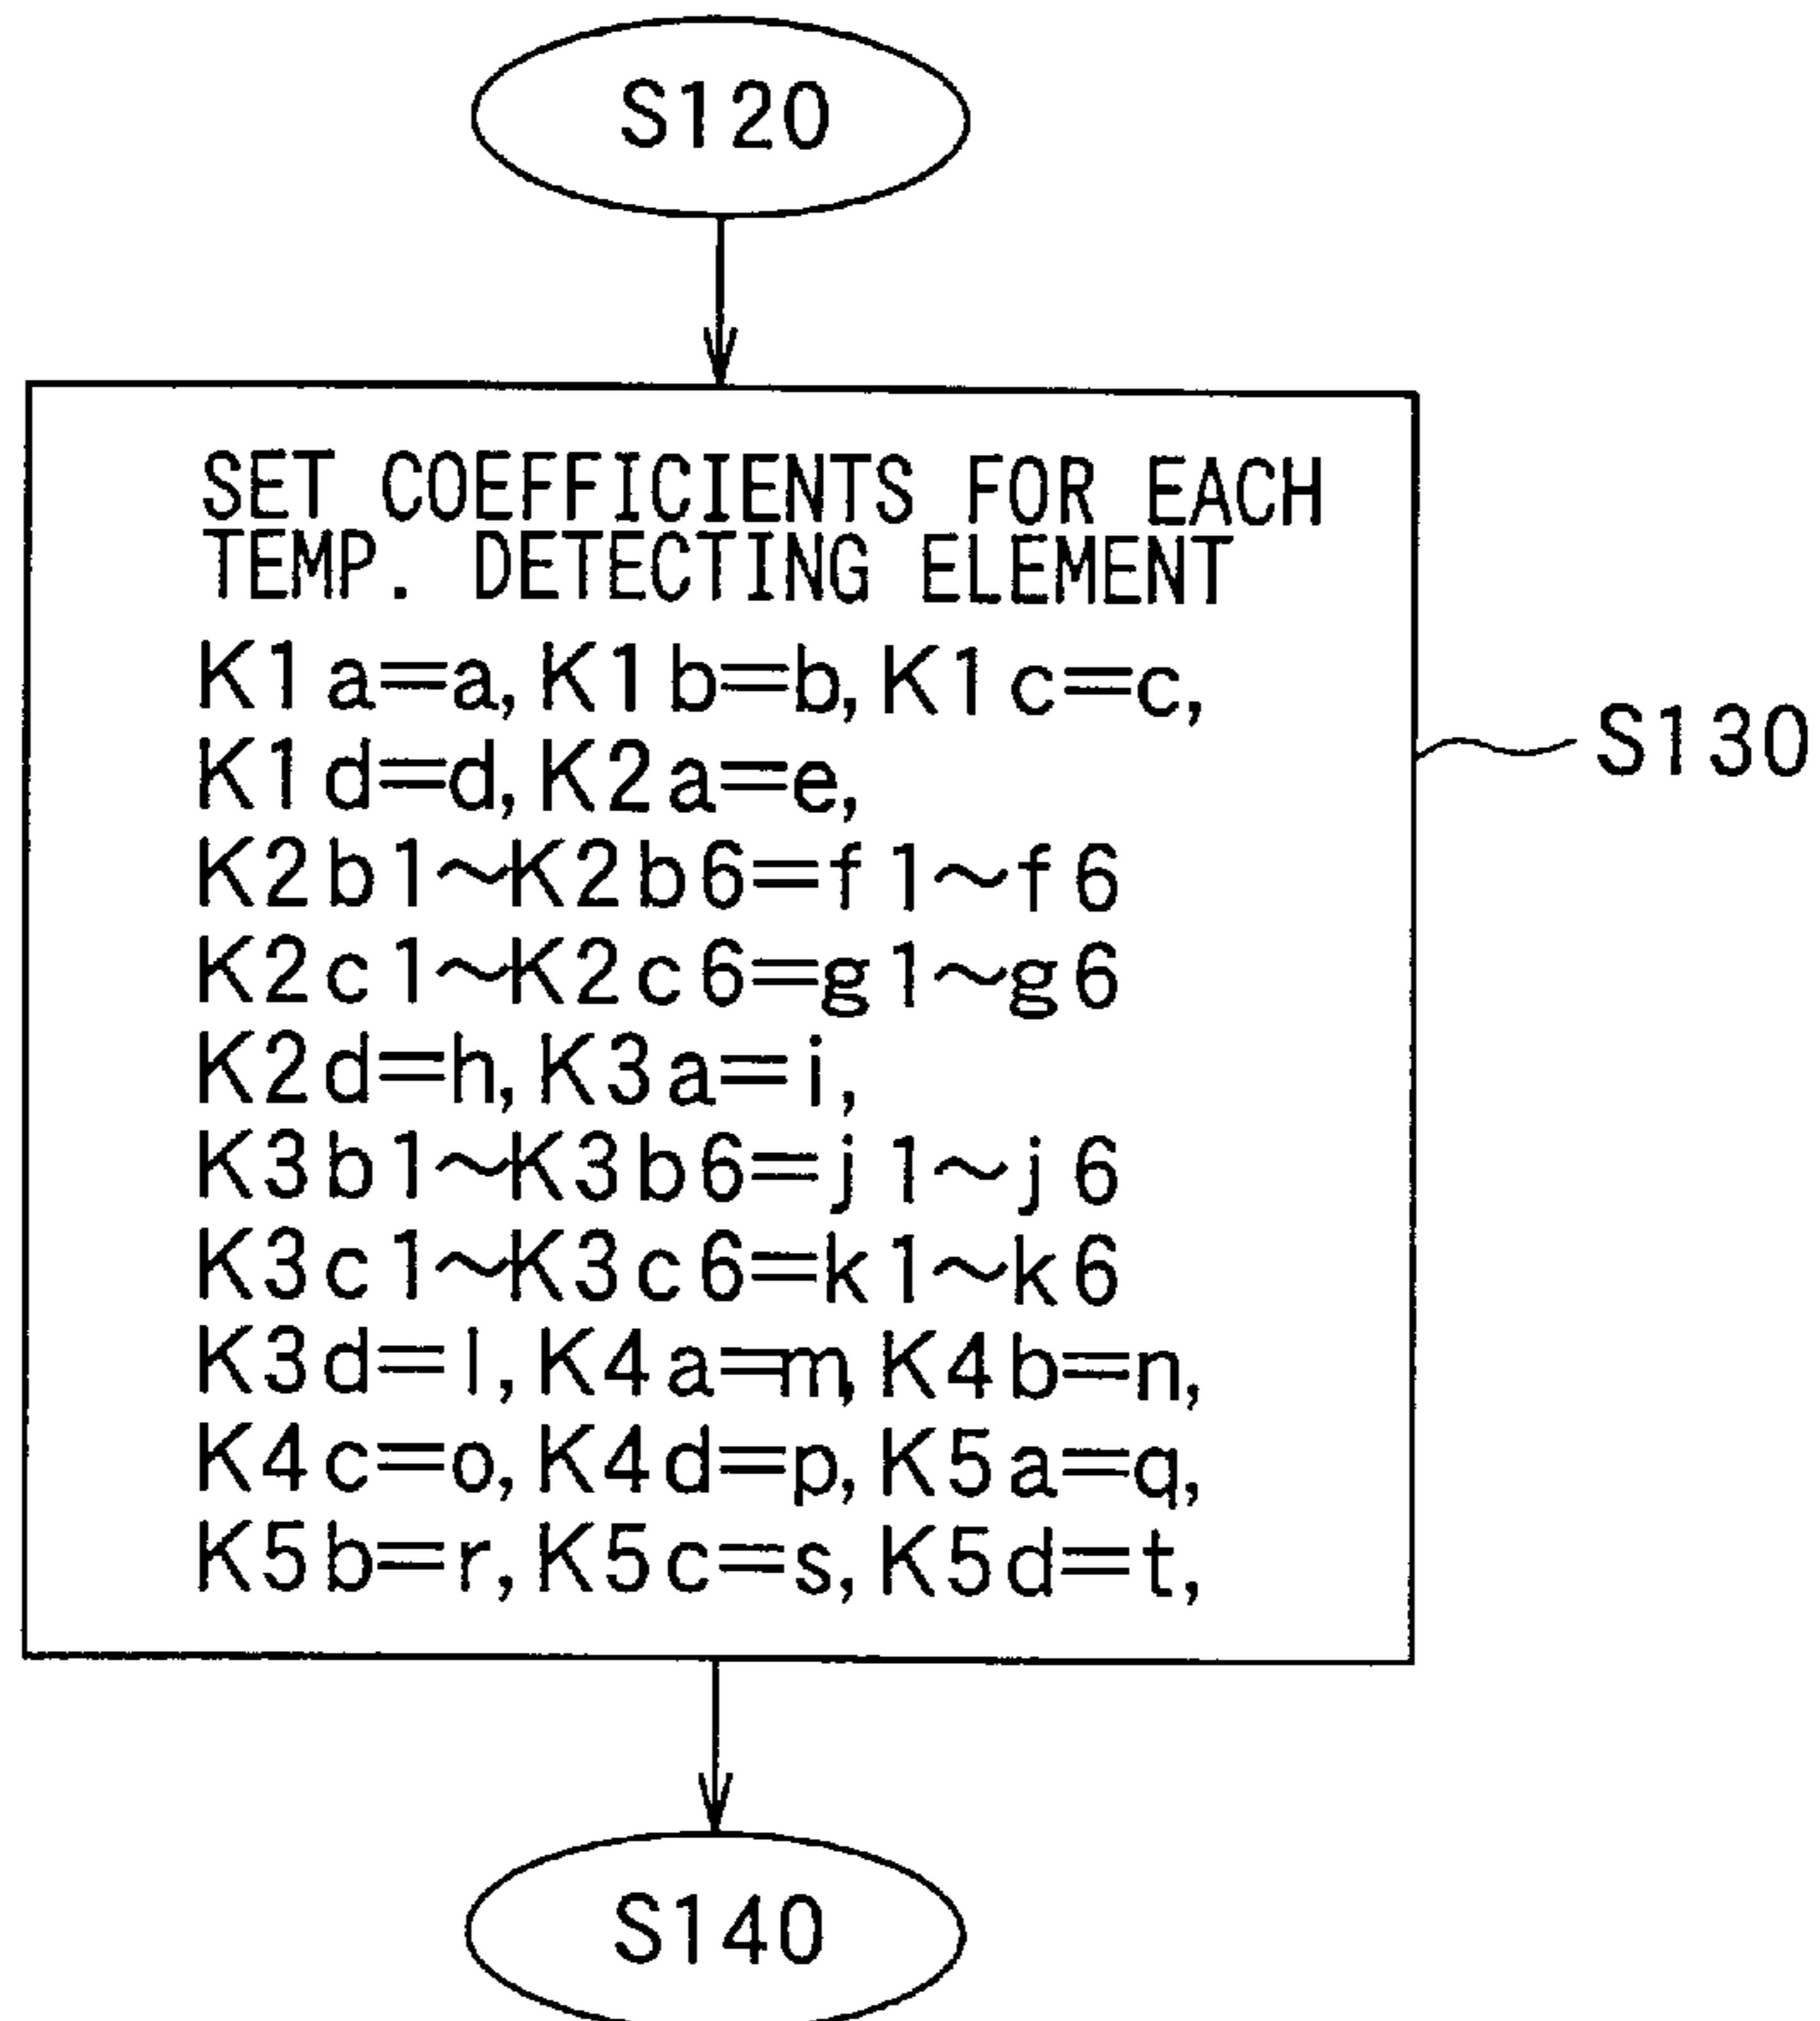 S120
SET COEFFICIENTS FOR EACH
TEMP. DETECTING ELEMENT
K1a=a, K1b=b, K1c=c,
K1d=d, K2a=e,
K2b1~K2b6=f1~f6
K2c1~K2c6=g1~g6
K2d=h, K3a=i,
K3b1~K3b6=j1~j6
K3c1~K3c6=k1~k6
K3d=l, K4a=m, K4b=n,
K4c=o, K4d=p, K5a=q,
K5b=r, K5c=s, K5d=t,
S130
S140